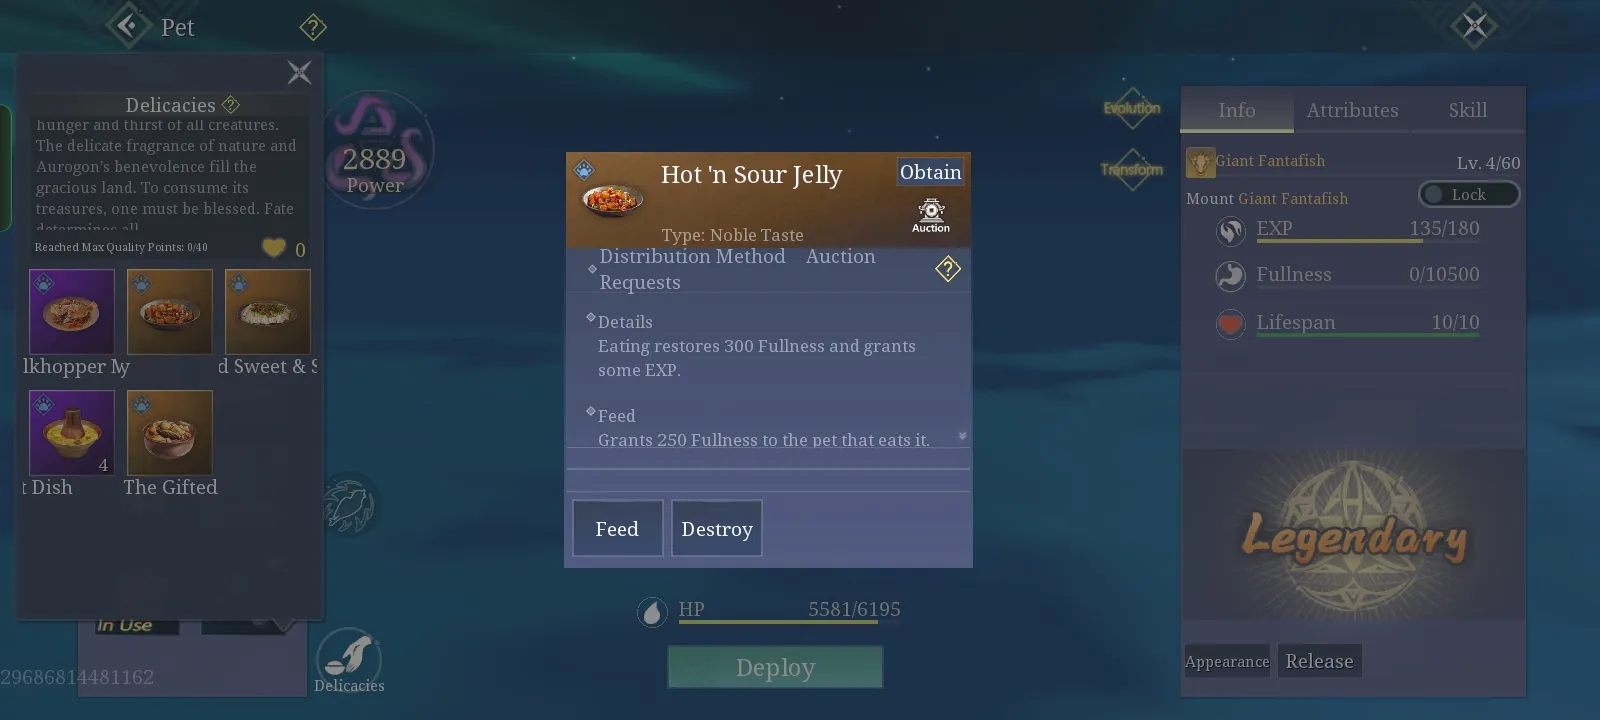 Pet
Delicacies
hunger and thirst of all creatures.
The delicate fragrance of nature and
Aurogon's benevolence fill the
gracious land. To consume its
treasures, one must be blessed. Fate
determines all.
Reached Max Quality Points: 0/40
0
lkhopper My
d Sweet & S
4
t Dish
The Gifted
In Use
29686814481162
Delicacies
2889
Power
Hot 'n Sour Jelly
Obtain
Auction
Type: Noble Taste
Distribution Method Auction
Requests
Details
Eating restores 300 Fullness and grants
some EXP.
Feed
Grants 250 Fullness to the pet that eats it.
Feed
Destroy
HP 5581/6195
Deploy
Evolution
Transform
Info Attributes Skill
Giant Fantafish
Lv. 4/60
Mount Giant Fantafish
Lock
EXP 135/180
Fullness 0/10500
Lifespan 10/10
Legendary
Appearance
Release